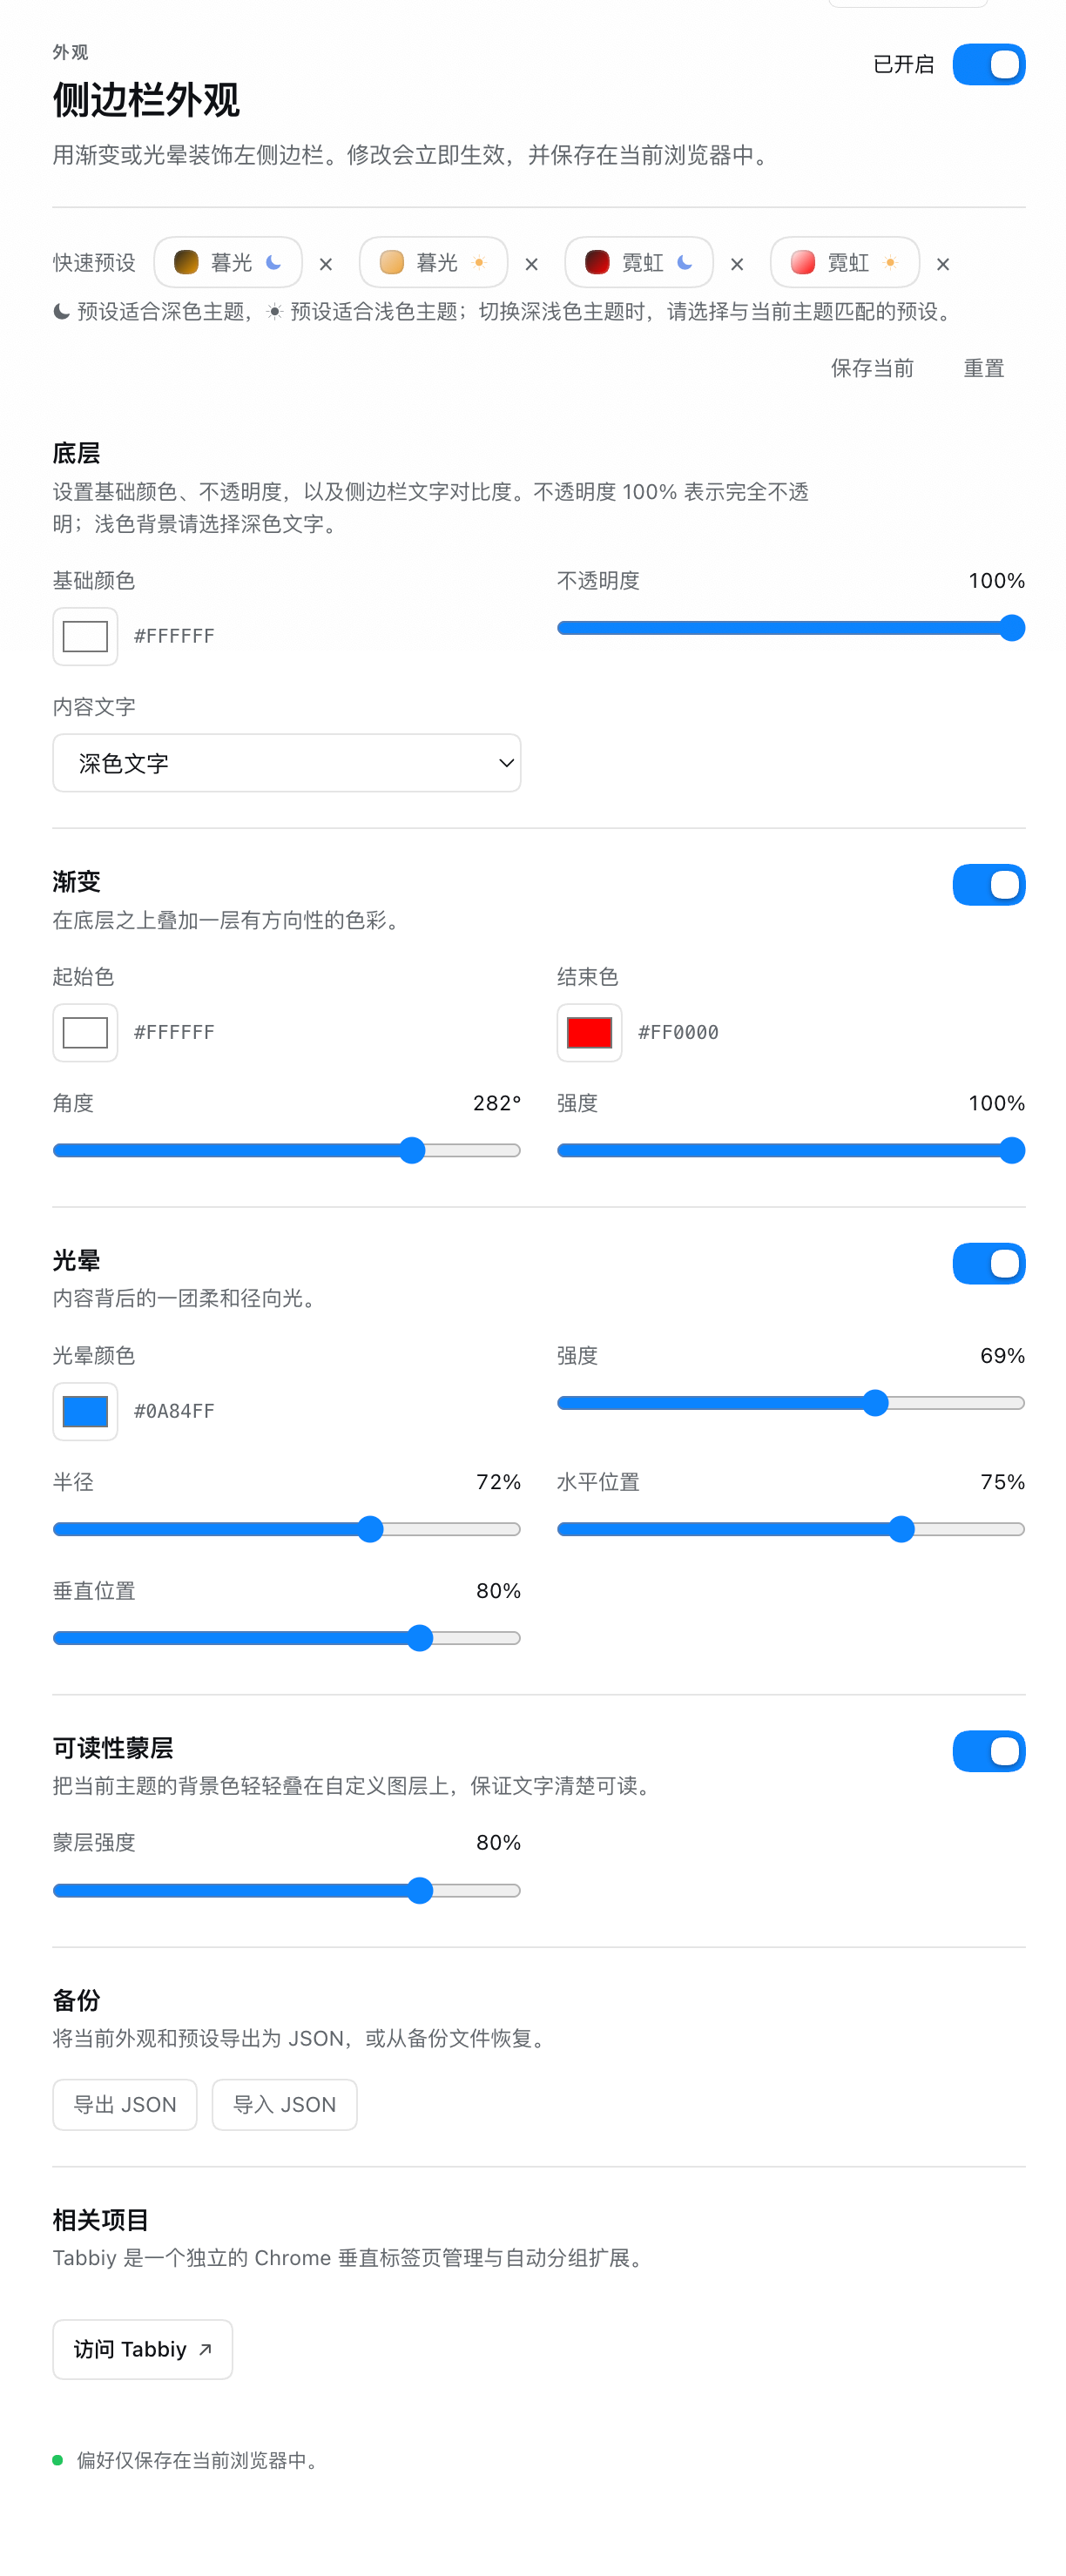 外观
侧边栏外观
已开启
用渐变或光晕装饰左侧边栏。修改会立即生效，并保存在当前浏览器中。
快速预设 暮光 × 暮光 × 霓虹 × 霓虹 ×
预设适合深色主题， 预设适合浅色主题；切换深浅色主题时，请选择与当前主题匹配的预设。
保存当前 重置
底层
设置基础颜色、不透明度，以及侧边栏文字对比度。不透明度 100% 表示完全不透
明；浅色背景请选择深色文字。
基础颜色
#FFFFFF
不透明度 100%
内容文字
深色文字
渐变
在底层之上叠加一层有方向性的色彩。
起始色
#FFFFFF
结束色
#FF0000
角度 282°
强度 100%
光晕
内容背后的一团柔和径向光。
光晕颜色
#0A84FF
强度 69%
半径 72%
水平位置 75%
垂直位置 80%
可读性蒙层
把当前主题的背景色轻轻叠在自定义图层上，保证文字清楚可读。
蒙层强度 80%
备份
将当前外观和预设导出为 JSON，或从备份文件恢复。
导出 JSON 导入 JSON
相关项目
Tabbiy 是一个独立的 Chrome 垂直标签页管理与自动分组扩展。
访问 Tabbiy ↗
偏好仅保存在当前浏览器中。